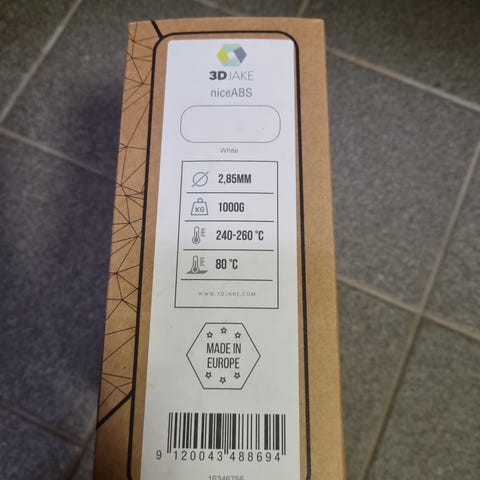 3DJAKE
niceABS
White
2,85MM
KG 1000G
240-260 °C
80 °C
WWW.3DJAKE.COM
MADE IN
EUROPE
9 120043 488694
16346756